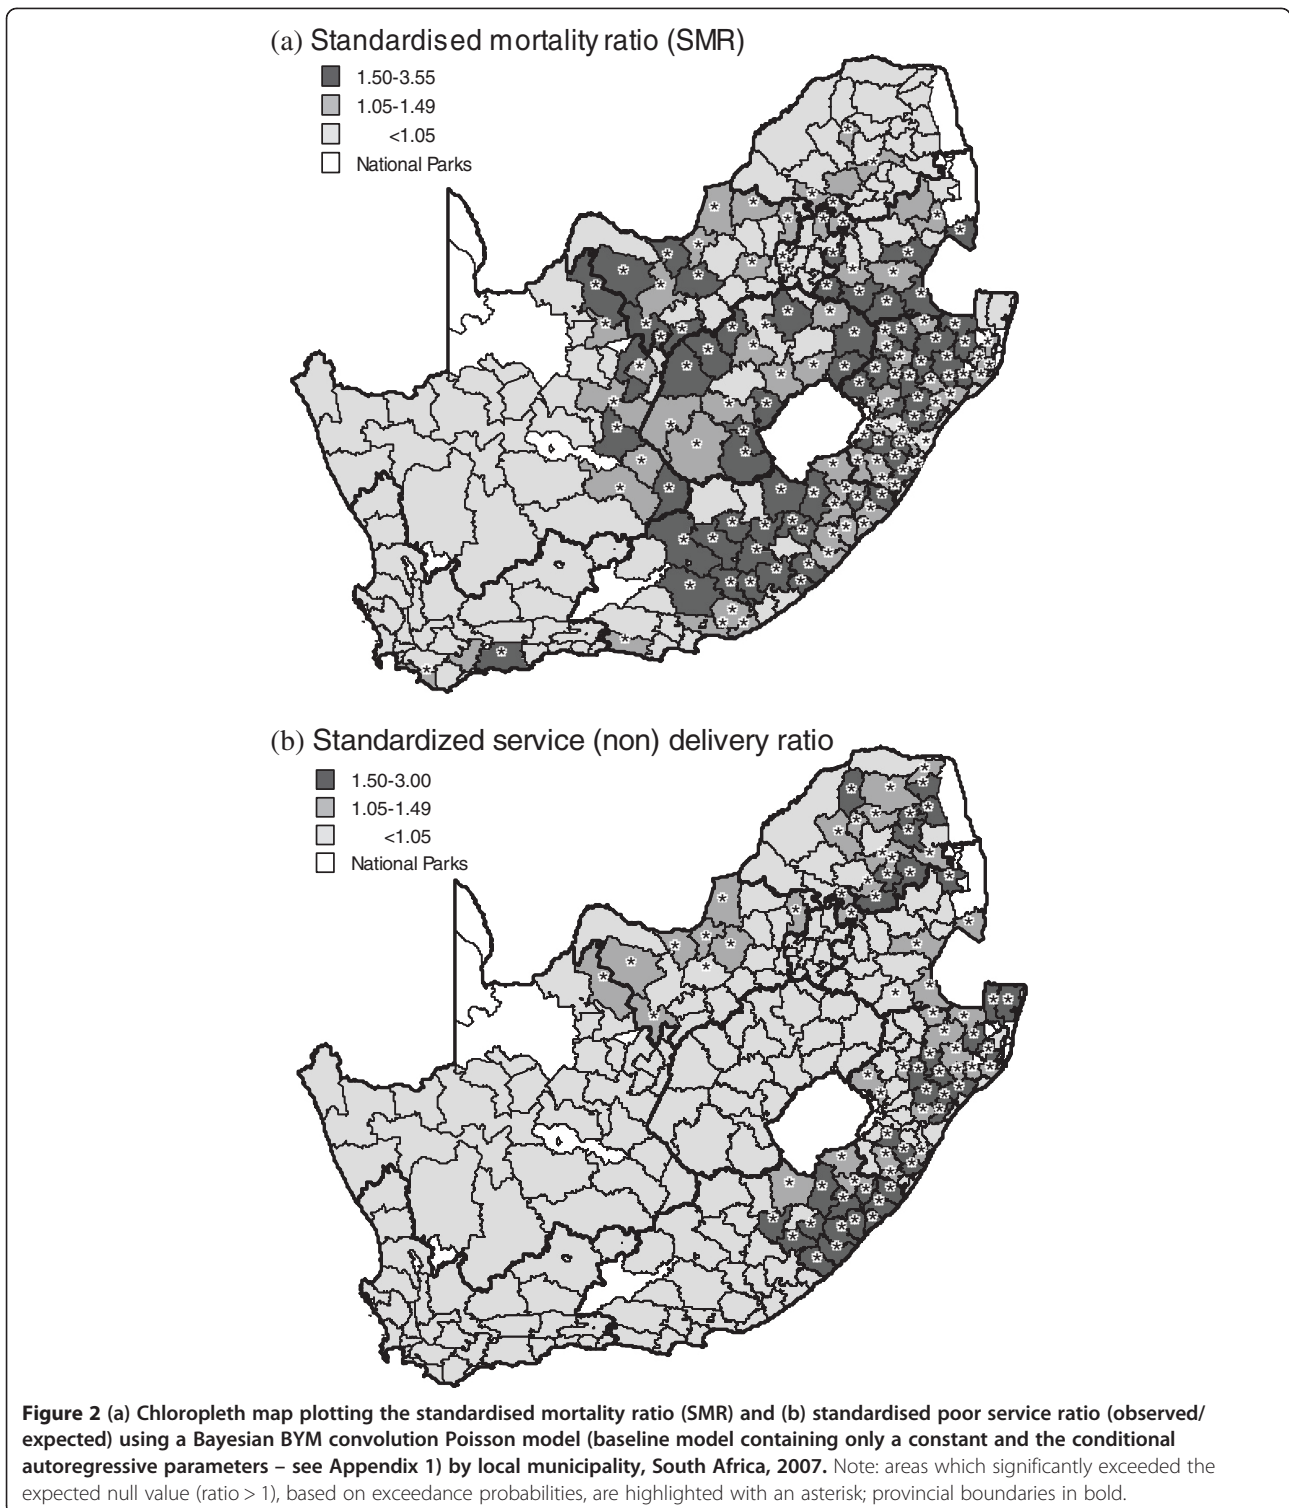 (a) Standardised mortality ratio (SMR)
1.50-3.55
1.05-1.49
<1.05
National Parks
(b) Standardized service (non) delivery ratio
1.50-3.00
1.05-1.49
<1.05
National Parks
Figure 2 (a) Chloropleth map plotting the standardised mortality ratio (SMR) and (b) standardised poor service ratio (observed/
expected) using a Bayesian BYM convolution Poisson model (baseline model containing only a constant and the conditional
autoregressive parameters – see Appendix 1) by local municipality, South Africa, 2007. Note: areas which significantly exceeded the
expected null value (ratio > 1), based on exceedance probabilities, are highlighted with an asterisk; provincial boundaries in bold.